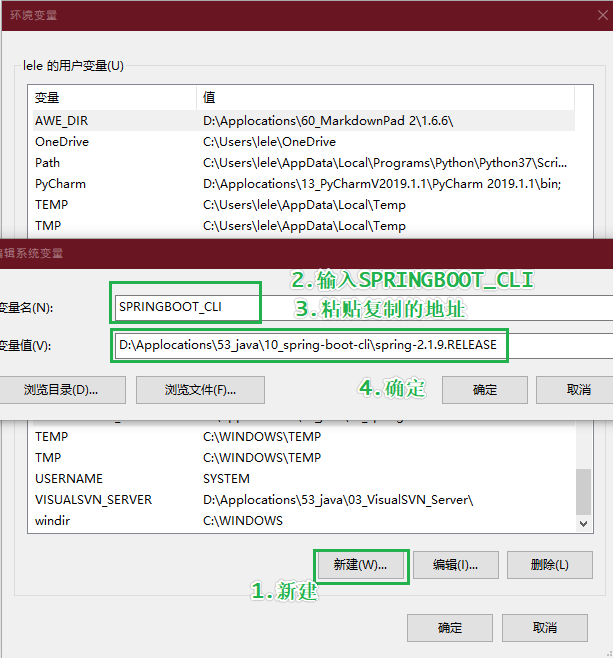 环境变量
lele 的用户变量(U)
变量 值
AWE_DIR D:\Applocations\60_MarkdownPad 2\1.6.6\
OneDrive C:\Users\lele\OneDrive
Path C:\Users\lele\AppData\Local\Programs\Python\Python37\Scri...
PyCharm D:\Applocations\13_PyCharmV2019.1.1\PyCharm 2019.1.1\bin;
TEMP C:\Users\lele\AppData\Local\Temp
TMP C:\Users\lele\AppData\Local\Temp
编辑系统变量
2.输入SPRINGBOOT_CLI
变量名(N): SPRINGBOOT_CLI
3.粘贴复制的地址
变量值(V): D:\Applocations\53_java\10_spring-boot-cli\spring-2.1.9.RELEASE
浏览目录(D)... 浏览文件(F)... 4.确定 确定 取消
TEMP C:\WINDOWS\TEMP
TMP C:\WINDOWS\TEMP
USERNAME SYSTEM
VISUALSVN_SERVER D:\Applocations\53_java\03_VisualSVN_Server\
windir C:\WINDOWS
新建(W)... 编辑(I)... 删除(L)
1.新建
确定 取消